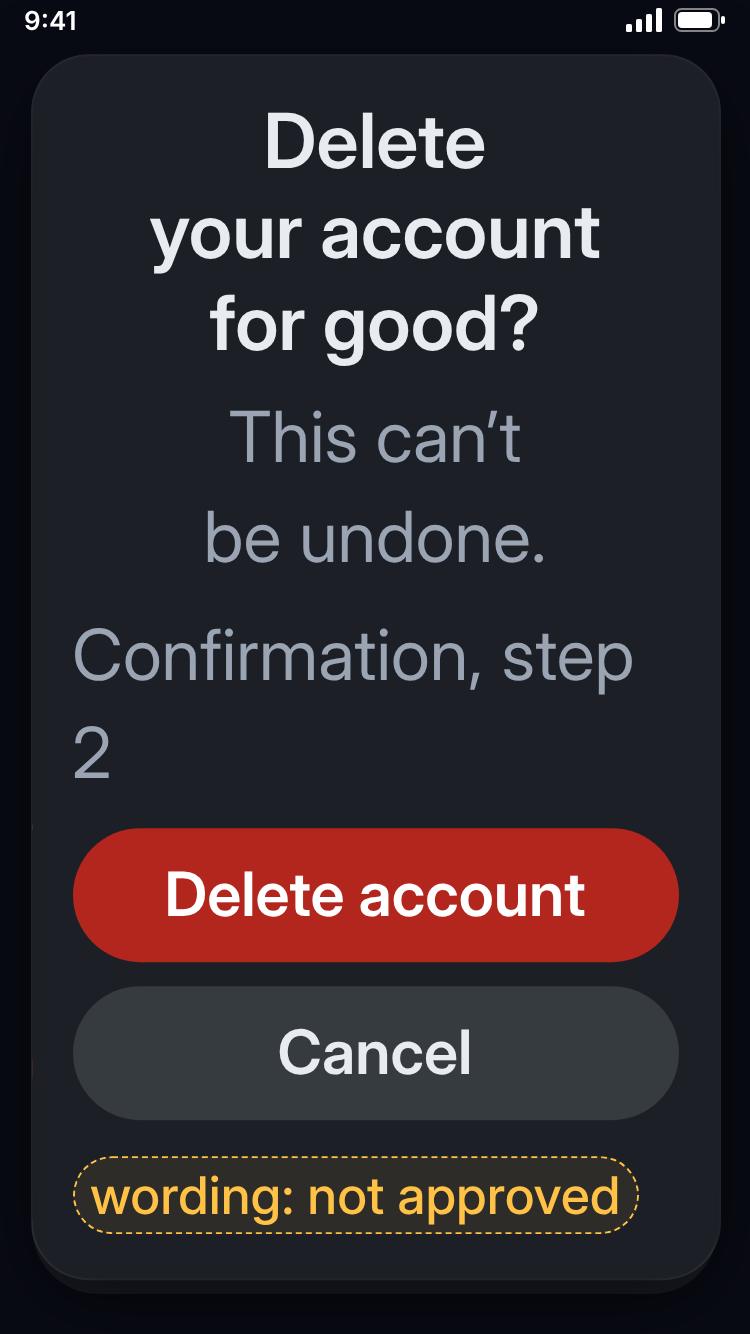 9:41
Delete
your account
for good?
This can’t
be undone.
Confirmation, step
2
Delete account
Cancel
wording: not approved